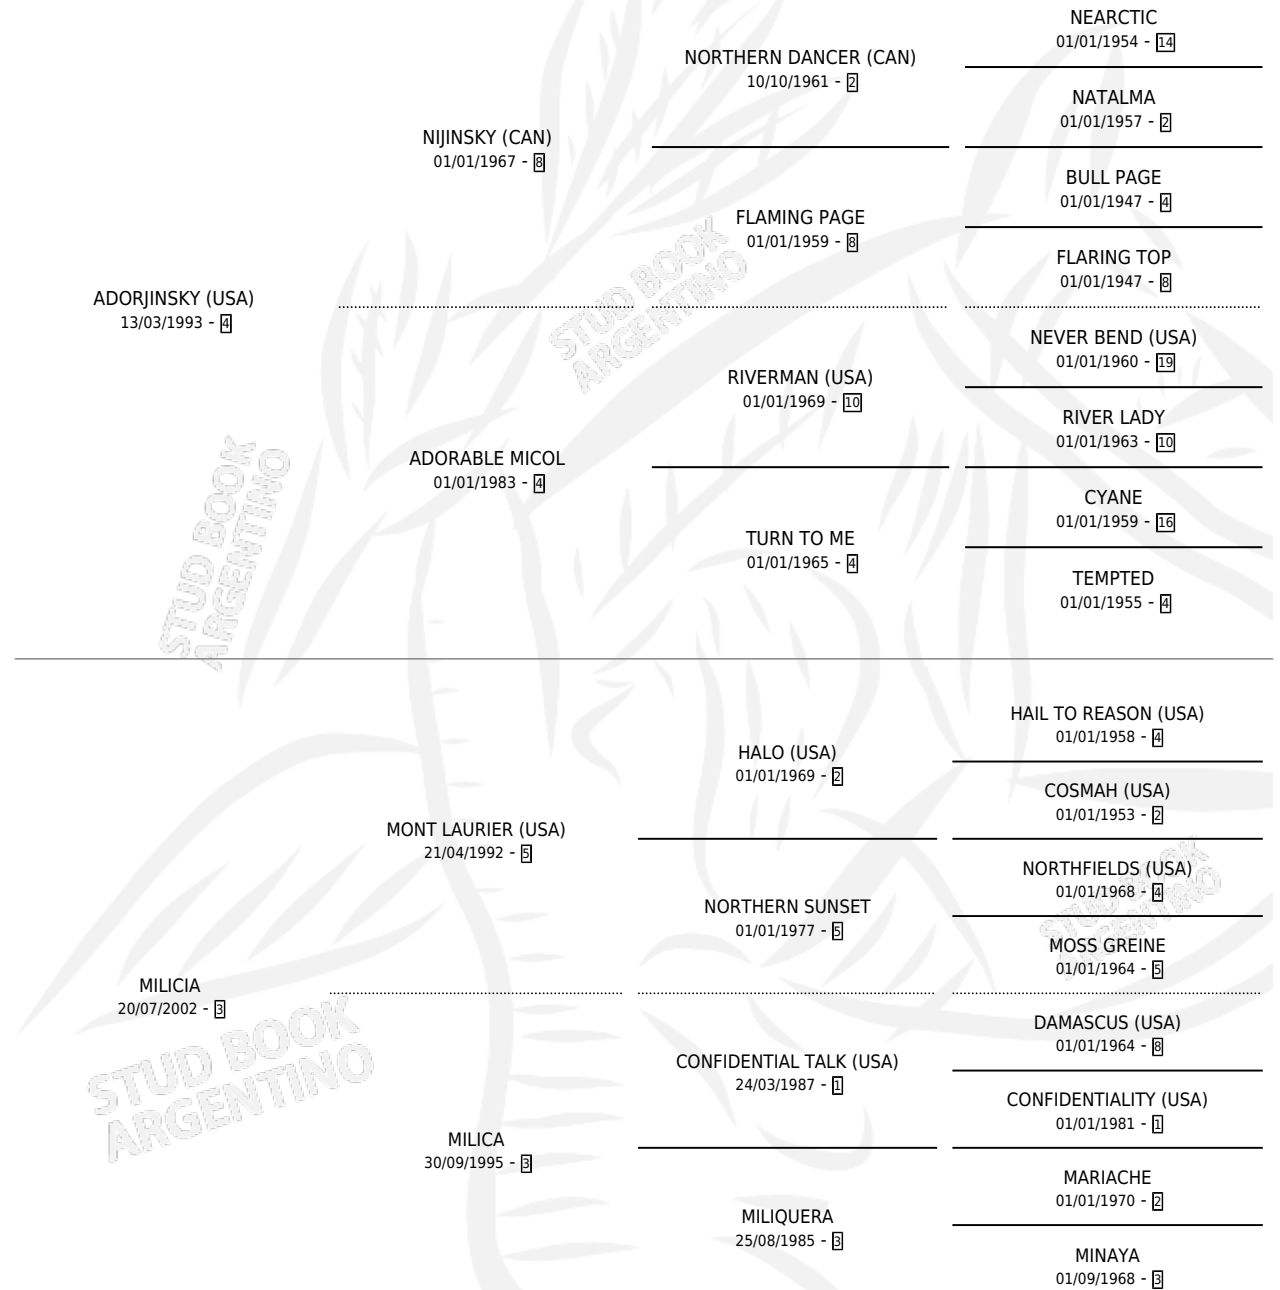 NEARCTIC
01/01/1954 - 14
NORTHERN DANCER (CAN)
10/10/1961 - 2
NATALMA
01/01/1957 - 2
NIJINSKY (CAN)
01/01/1967 - 8
BULL PAGE
01/01/1947 - 4
FLAMING PAGE
01/01/1959 - 8
FLARING TOP
01/01/1947 - 8
ADORJINSKY (USA)
13/03/1993 - 4
NEVER BEND (USA)
01/01/1960 - 19
RIVERMAN (USA)
01/01/1969 - 10
RIVER LADY
01/01/1963 - 10
ADORABLE MICOL
01/01/1983 - 4
CYANE
01/01/1959 - 16
TURN TO ME
01/01/1965 - 4
TEMPTED
01/01/1955 - 4
HAIL TO REASON (USA)
01/01/1958 - 4
HALO (USA)
01/01/1969 - 2
COSMAH (USA)
01/01/1953 - 2
MONT LAURIER (USA)
21/04/1992 - 5
NORTHFIELDS (USA)
01/01/1968 - 4
NORTHERN SUNSET
01/01/1977 - 5
MOSS GREINE
01/01/1964 - 5
MILICIA
20/07/2002 - 3
DAMASCUS (USA)
01/01/1964 - 8
CONFIDENTIAL TALK (USA)
24/03/1987 - 1
CONFIDENTIALITY (USA)
01/01/1981 - 1
MILICA
30/09/1995 - 3
MARIACHE
01/01/1970 - 2
MILIQUERA
25/08/1985 - 3
MINAYA
01/09/1968 - 3
STUD BOOK
ARGENTINO
STUD BOOK
ARGENTINO
STUD BOOK
ARGENTINO
STUD BOOK
ARGENTINO